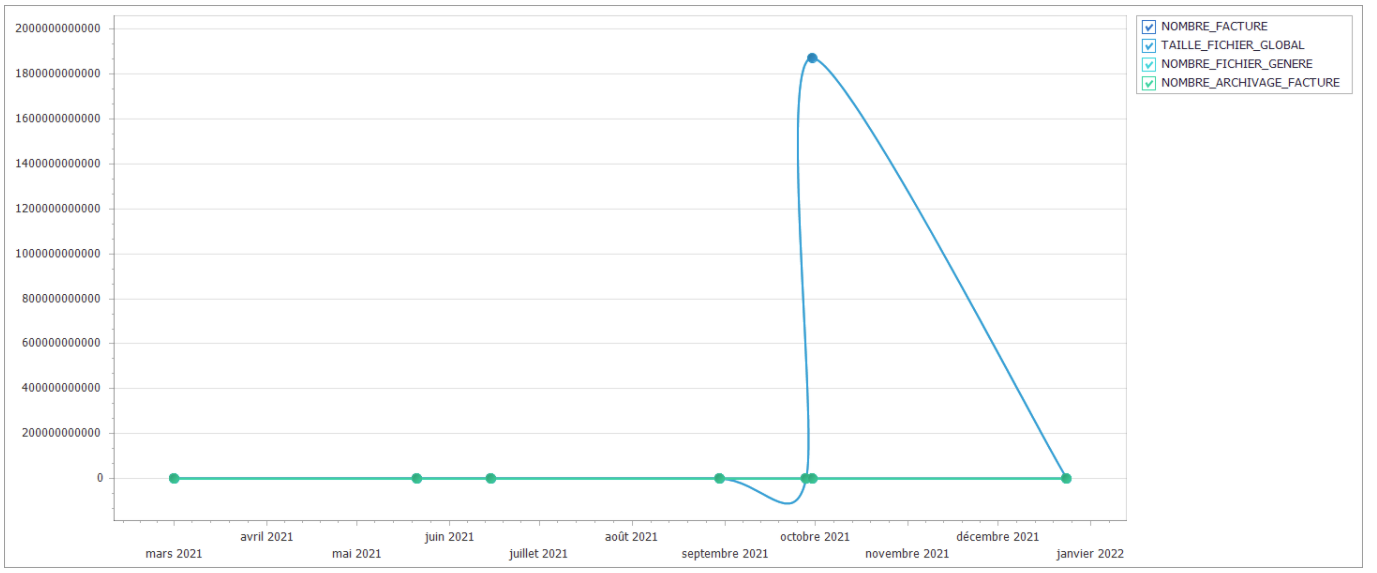 2000000000000
1800000000000
1600000000000
1400000000000
1200000000000
1000000000000
800000000000
600000000000
400000000000
200000000000
0
mars 2021
avril 2021
mai 2021
juin 2021
juillet 2021
août 2021
septembre 2021
octobre 2021
novembre 2021
décembre 2021
janvier 2022
NOMBRE_FACTURE
TAILLE_FICHIER_GLOBAL
NOMBRE_FICHIER_GENERE
NOMBRE_ARCHIVAGE_FACTURE